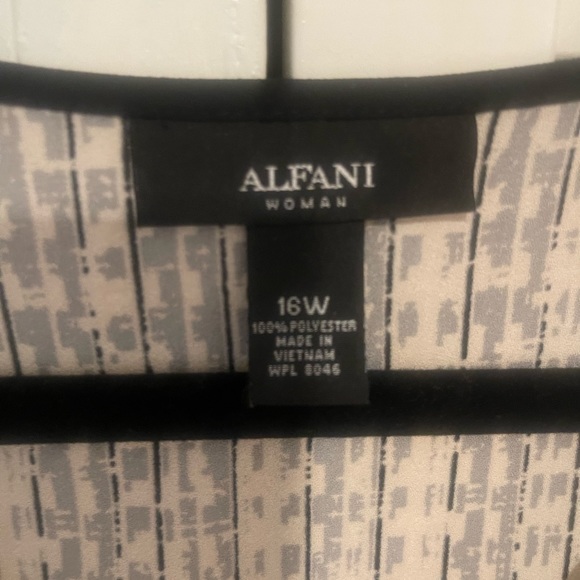 ALFANI
WOMAN
16W
100% POLYESTER
MADE IN
VIETNAM
WPL 8046